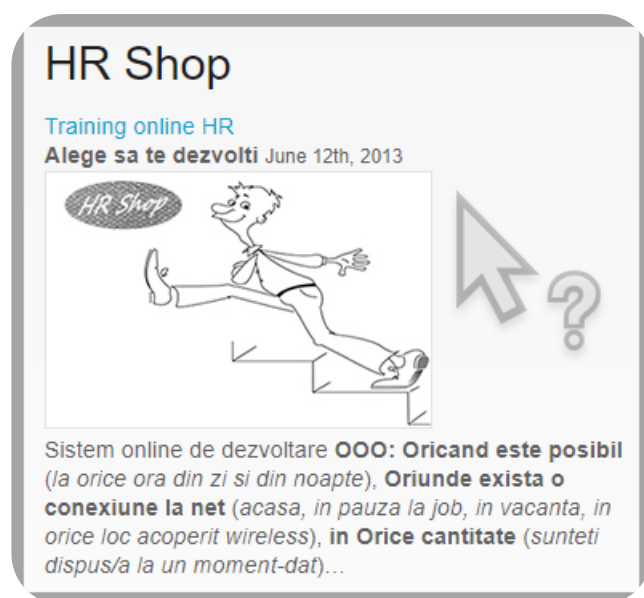 HR Shop
Training online HR
Alege sa te dezvolti June 12th, 2013
HR Shop
Sistem online de dezvoltare OOO: Oricand este posibil
(la orice ora din zi si din noapte), Oriunde exista o
conexiune la net (acasa, in pauza la job, in vacanta, in
orice loc acoperit wireless), in Orice cantitate (sunteti
dispus/a la un moment-dat)...